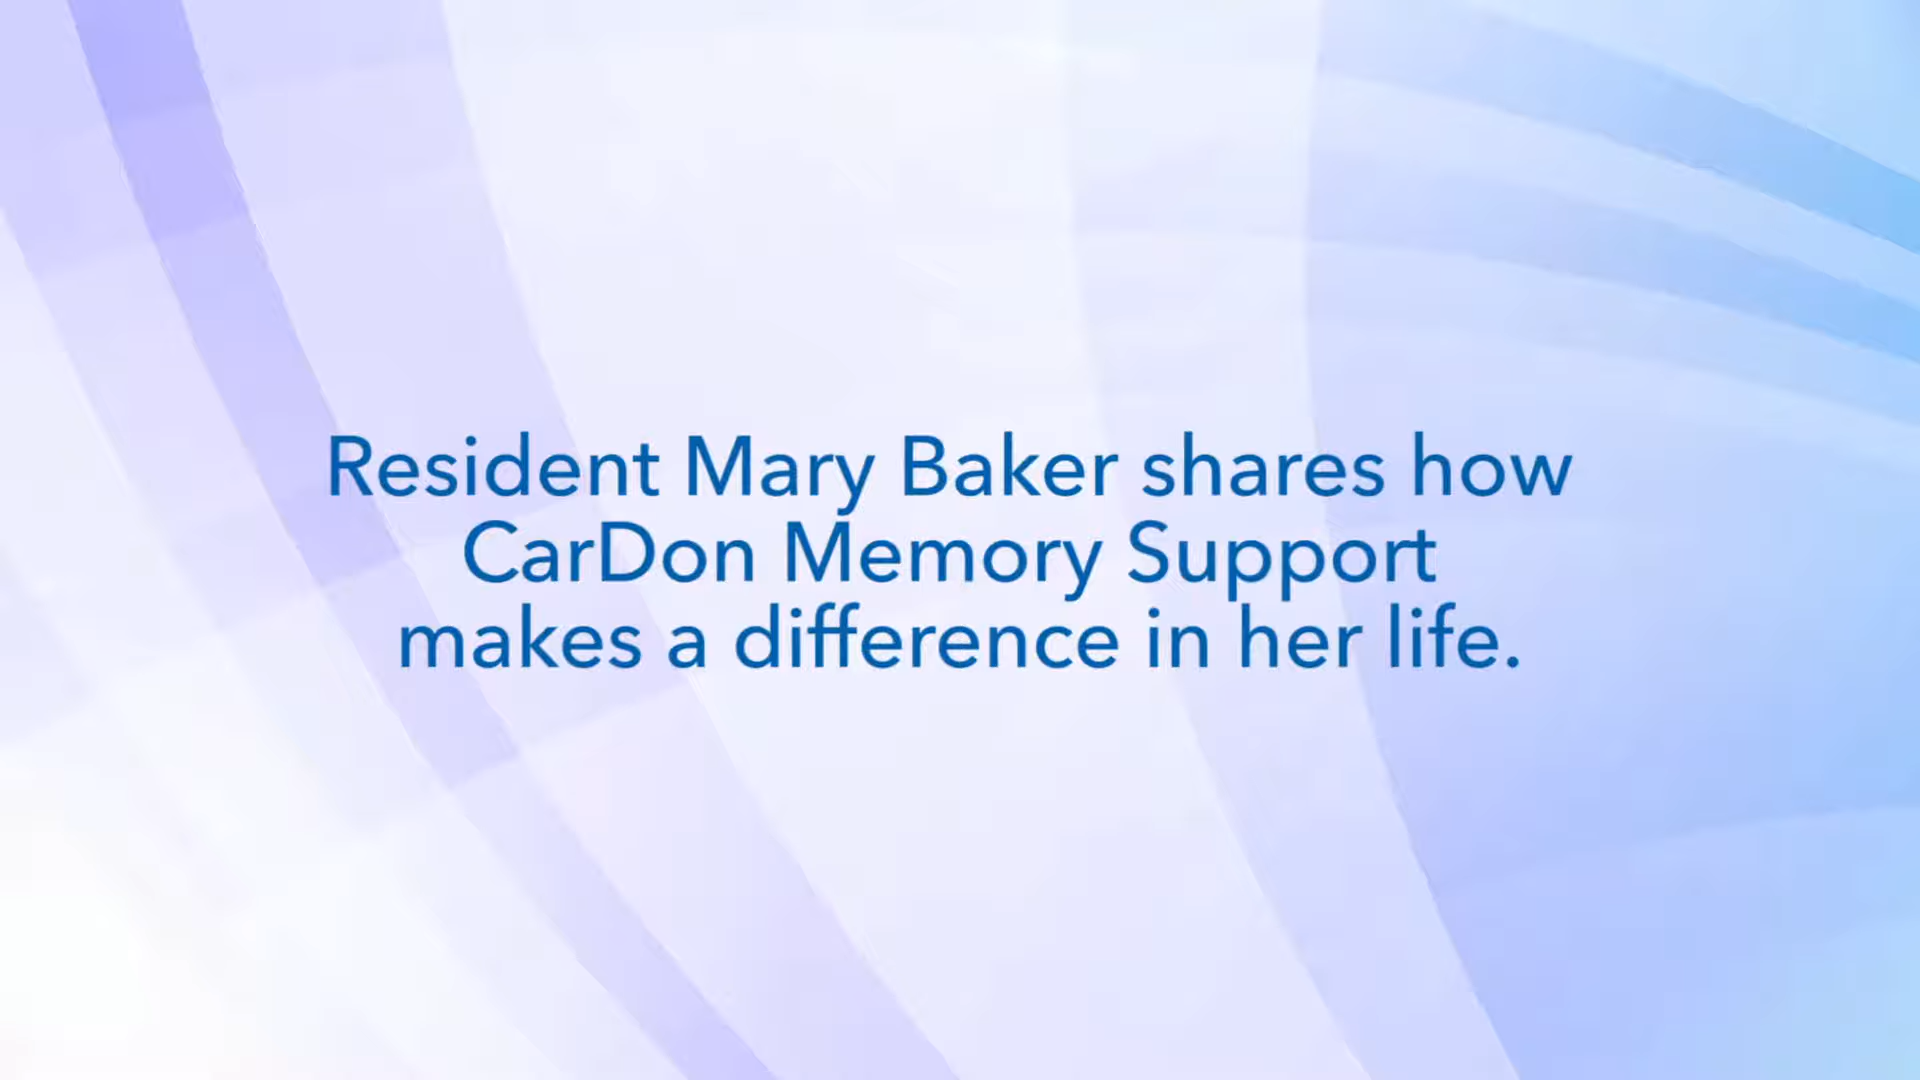 Resident Mary Baker shares how
CarDon Memory Support
makes a difference in her life.